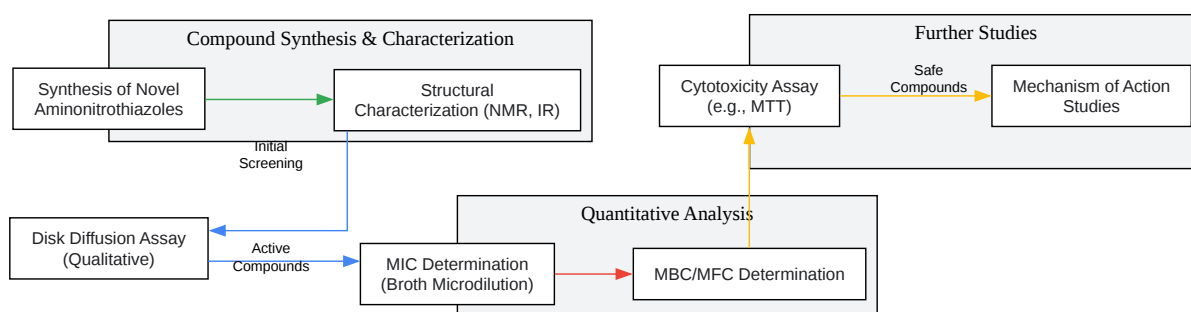 Compound Synthesis & Characterization
Synthesis of Novel
Aminonitrothiazoles
Structural
Characterization (NMR, IR)
Initial
Screening
Disk Diffusion Assay
(Qualitative)
Active
Compounds
Quantitative Analysis
MIC Determination
(Broth Microdilution)
MBC/MFC Determination
Further Studies
Cytotoxicity Assay
(e.g., MTT)
Safe
Compounds
Mechanism of Action
Studies